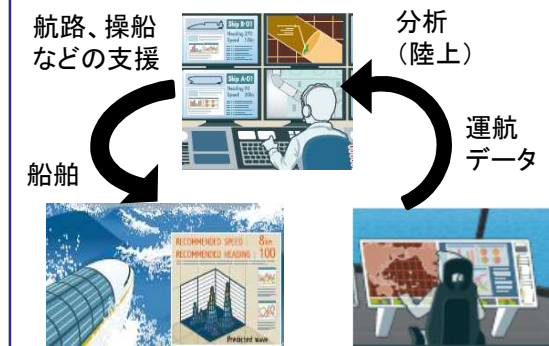 航路、操船
などの支援
分析
(陸上)
Ship B-01
Ship A-01
船舶
運航
データ
RECOMMENDED SPEED : 8km
RECOMMENDED HEADING : 100
Predicted wave